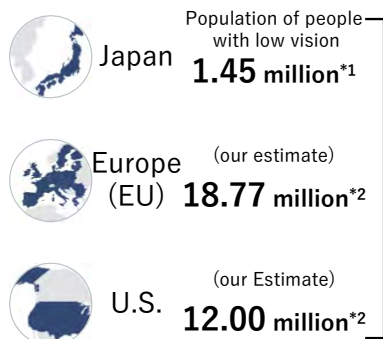 Population of people
with low vision
Japan
1.45 million*1
Europe
(EU)
(our estimate)
18.77 million*2
U.S.
(our Estimate)
12.00 million*2